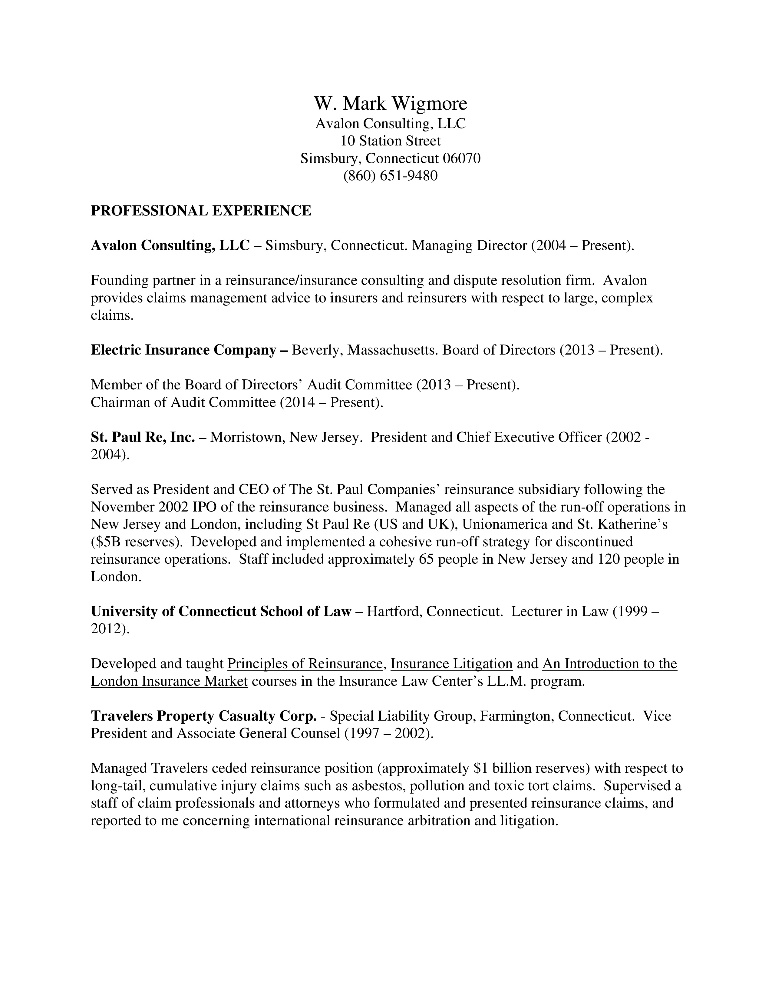 W. Mark Wigmore
Avalon Consulting, LLC
10 Station Street
Simsbury, Connecticut 06070
(860) 651-9480
PROFESSIONAL EXPERIENCE
Avalon Consulting, LLC – Simsbury, Connecticut. Managing Director (2004 – Present).
Founding partner in a reinsurance/insurance consulting and dispute resolution firm.  Avalon
provides claims management advice to insurers and reinsurers with respect to large, complex
claims.
Electric Insurance Company – Beverly, Massachusetts. Board of Directors (2013 – Present).
Member of the Board of Directors’ Audit Committee (2013 – Present).
Chairman of Audit Committee (2014 – Present).
St. Paul Re, Inc. – Morristown, New Jersey.  President and Chief Executive Officer (2002 -
2004).
Served as President and CEO of The St. Paul Companies’ reinsurance subsidiary following the
November 2002 IPO of the reinsurance business.  Managed all aspects of the run-off operations in
New Jersey and London, including St Paul Re (US and UK), Unionamerica and St. Katherine’s
($5B reserves).  Developed and implemented a cohesive run-off strategy for discontinued
reinsurance operations.  Staff included approximately 65 people in New Jersey and 120 people in
London.
University of Connecticut School of Law – Hartford, Connecticut.  Lecturer in Law (1999 –
2012).
Developed and taught Principles of Reinsurance, Insurance Litigation and An Introduction to the
London Insurance Market courses in the Insurance Law Center’s LL.M. program.
Travelers Property Casualty Corp. - Special Liability Group, Farmington, Connecticut.  Vice
President and Associate General Counsel (1997 – 2002).
Managed Travelers ceded reinsurance position (approximately $1 billion reserves) with respect to
long-tail, cumulative injury claims such as asbestos, pollution and toxic tort claims.  Supervised a
staff of claim professionals and attorneys who formulated and presented reinsurance claims, and
reported to me concerning international reinsurance arbitration and litigation.